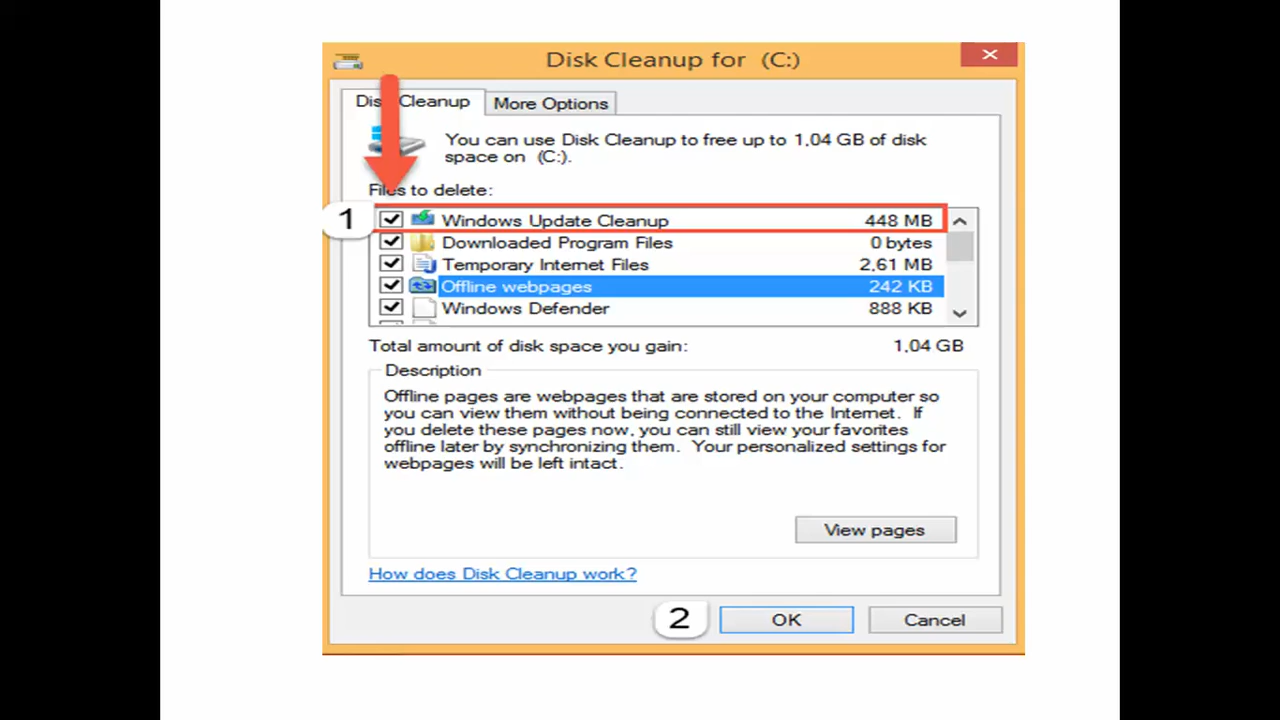 Disk Cleanup for (C:)
Disk Cleanup
More Options
You can use Disk Cleanup to free up to 1,04 GB of disk
space on (C:).
Files to delete:
1
Windows Update Cleanup 448 MB
Downloaded Program Files 0 bytes
Temporary Internet Files 2,61 MB
Offline webpages 242 KB
Windows Defender 888 KB
Total amount of disk space you gain: 1,04 GB
Description
Offline pages are webpages that are stored on your computer so
you can view them without being connected to the Internet. If
you delete these pages now, you can still view your favorites
offline later by synchronizing them. Your personalized settings for
webpages will be left intact.
View pages
How does Disk Cleanup work?
2
OK
Cancel